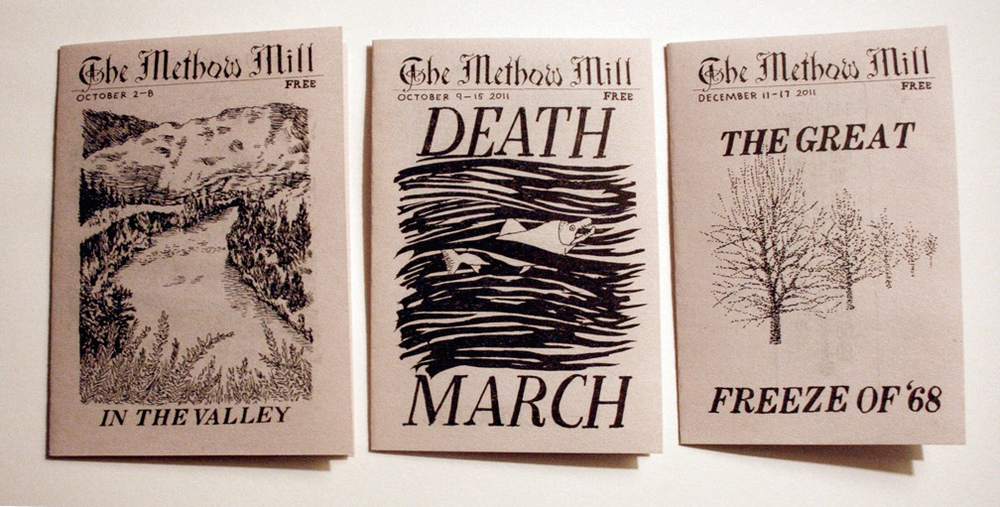 The Methow Mill
FREE
OCTOBER 2-8
IN THE VALLEY
The Methow Mill
OCTOBER 9-15 2011
FREE
DEATH
MARCH
The Methow Mill
FREE
DECEMBER 11-17 2011
THE GREAT
FREEZE OF '68